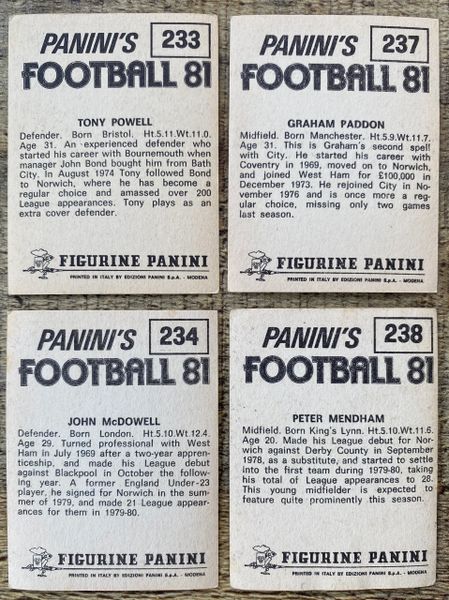 PANINI'S 233
FOOTBALL 81
TONY POWELL
Defender. Born Bristol. Ht.5.11.Wt.11.0.
Age 31. An experienced defender who
started his career with Bournemouth when
manager John Bond bought him from Bath
City. In August 1974 Tony followed Bond
to Norwich, where he has become a
regular choice and amassed over 200
League appearances. Tony plays as an
extra cover defender.
FIGURINE PANINI
PRINTED IN ITALY BY EDIZIONI PANINI S.p.A. - MODENA
PANINI'S 237
FOOTBALL 81
GRAHAM PADDON
Midfield. Born Manchester. Ht.5.9.Wt.11.7.
Age 31. This is Graham's second spell
with City. He started his career with
Coventry in 1969, moved on to Norwich,
and joined West Ham for £100,000 in
December 1973. He rejoined City in No-
vember 1976 and is once more a reg-
ular choice, missing only two games
last season.
FIGURINE PANINI
PRINTED IN ITALY BY EDIZIONI PANINI S.p.A. - MODENA
PANINI'S 234
FOOTBALL 81
JOHN McDOWELL
Defender. Born London. Ht.5.10.Wt.12.4.
Age 29. Turned professional with West
Ham in July 1969 after a two-year appren-
ticeship, and made his League debut
against Blackpool in October the follow-
ing year. A former England Under-23
player, he signed for Norwich in the sum-
mer of 1979, and made 21 League appear-
ances for them in 1979-80.
FIGURINE PANINI
PRINTED IN ITALY BY EDIZIONI PANINI S.p.A. - MODENA
PANINI'S 238
FOOTBALL 81
PETER MENDHAM
Midfield. Born King's Lynn. Ht.5.10.Wt.11.6.
Age 20. Made his League debut for Nor-
wich against Derby County in September
1978, as a substitute, and started to settle
into the first team during 1979-80, taking
his total of League appearances to 28.
This young midfielder is expected to
feature quite prominently this season.
FIGURINE PANINI
PRINTED IN ITALY BY EDIZIONI PANINI S.p.A. - MODENA